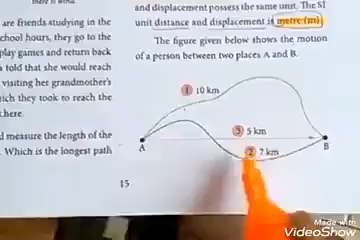 are friends studying in the
school hours, they go to the
play games and return back
told that she would reach
visiting her grandmother's
which they took to reach the
there.
d measure the length of the
. Which is the longest path
and displacement possess the same unit. The SI
unit distance and displacement is metre (m).
The figure given below shows the motion
of a person between two places A and B.
1 10 km
3 5 km
A
B
2 7 km
15
Made with
VideoShow